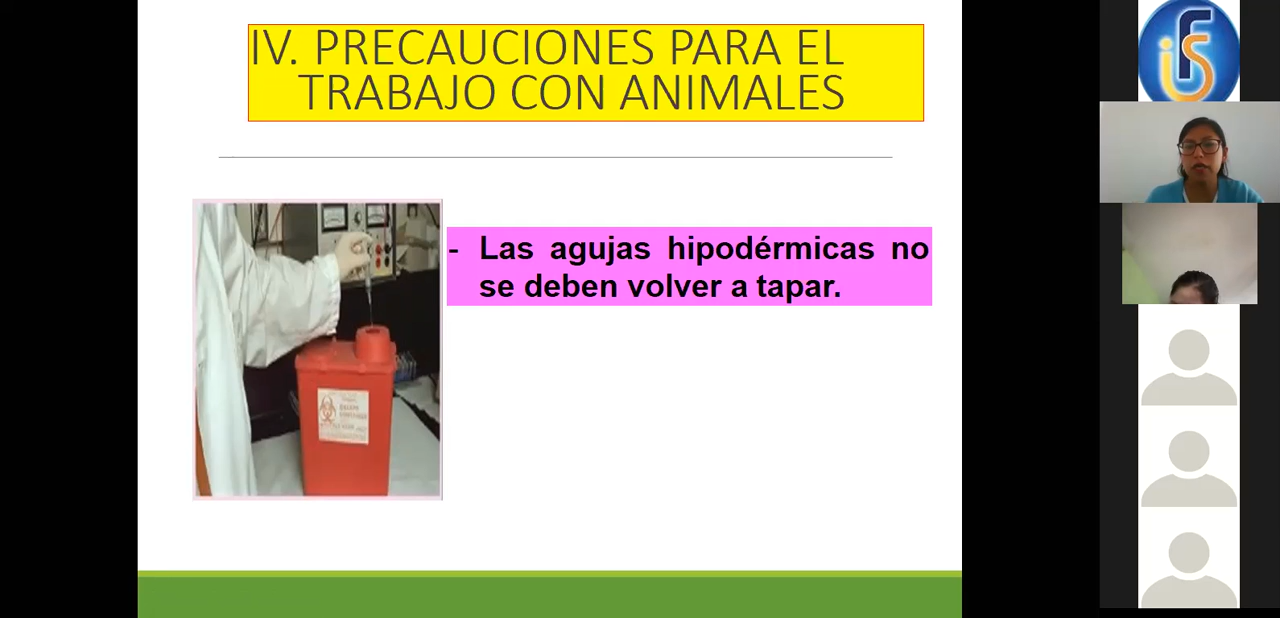 IV. PRECAUCIONES PARA EL
TRABAJO CON ANIMALES
- Las agujas hipodérmicas no
se deben volver a tapar.